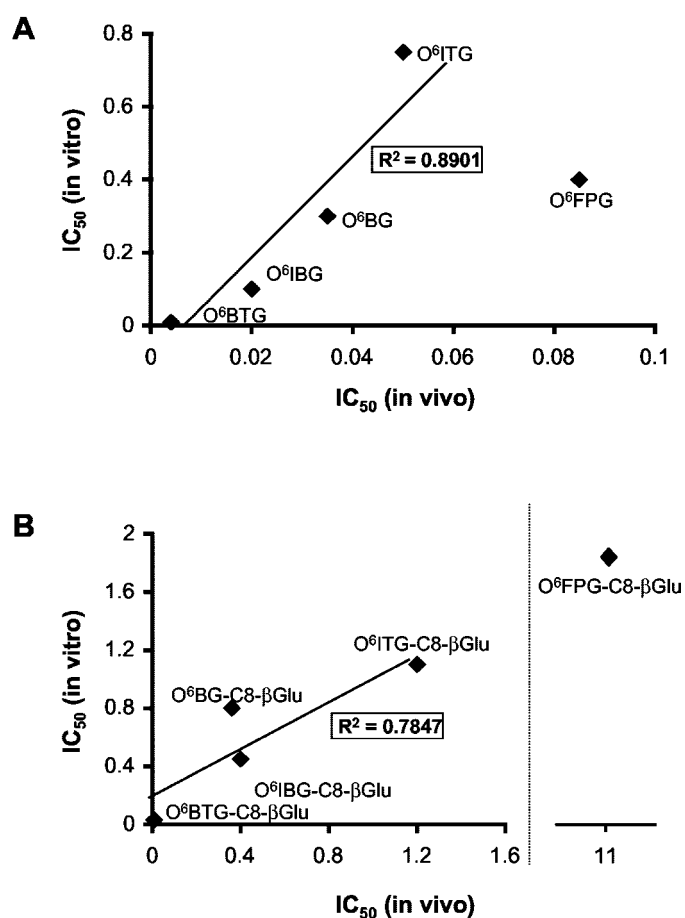 A
0.8
0.6
0.4
0.2
0
IC₅₀ (in vitro)
O⁶ITG
R² = 0.8901
O⁶FPG
O⁶BG
O⁶IBG
O⁶BTG
0 0.02 0.04 0.06 0.08 0.1
IC₅₀ (in vivo)
B
2
1.6
1.2
0.8
0.4
0
IC₅₀ (in vitro)
O⁶FPG-C8-βGlu
O⁶ITG-C8-βGlu
O⁶BG-C8-βGlu
R² = 0.7847
O⁶IBG-C8-βGlu
O⁶BTG-C8-βGlu
0 0.4 0.8 1.2 1.6 11
IC₅₀ (in vivo)